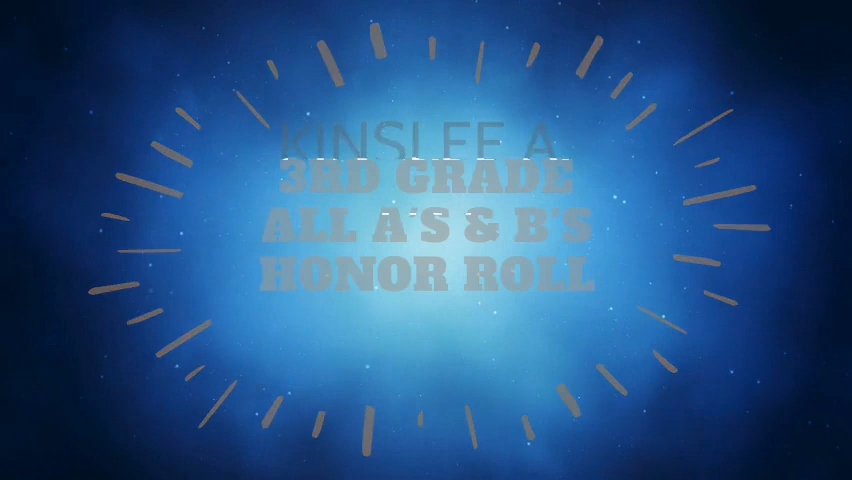 KINSLEE A.
3RD GRADE
ALL A'S & B'S
HONOR ROLL